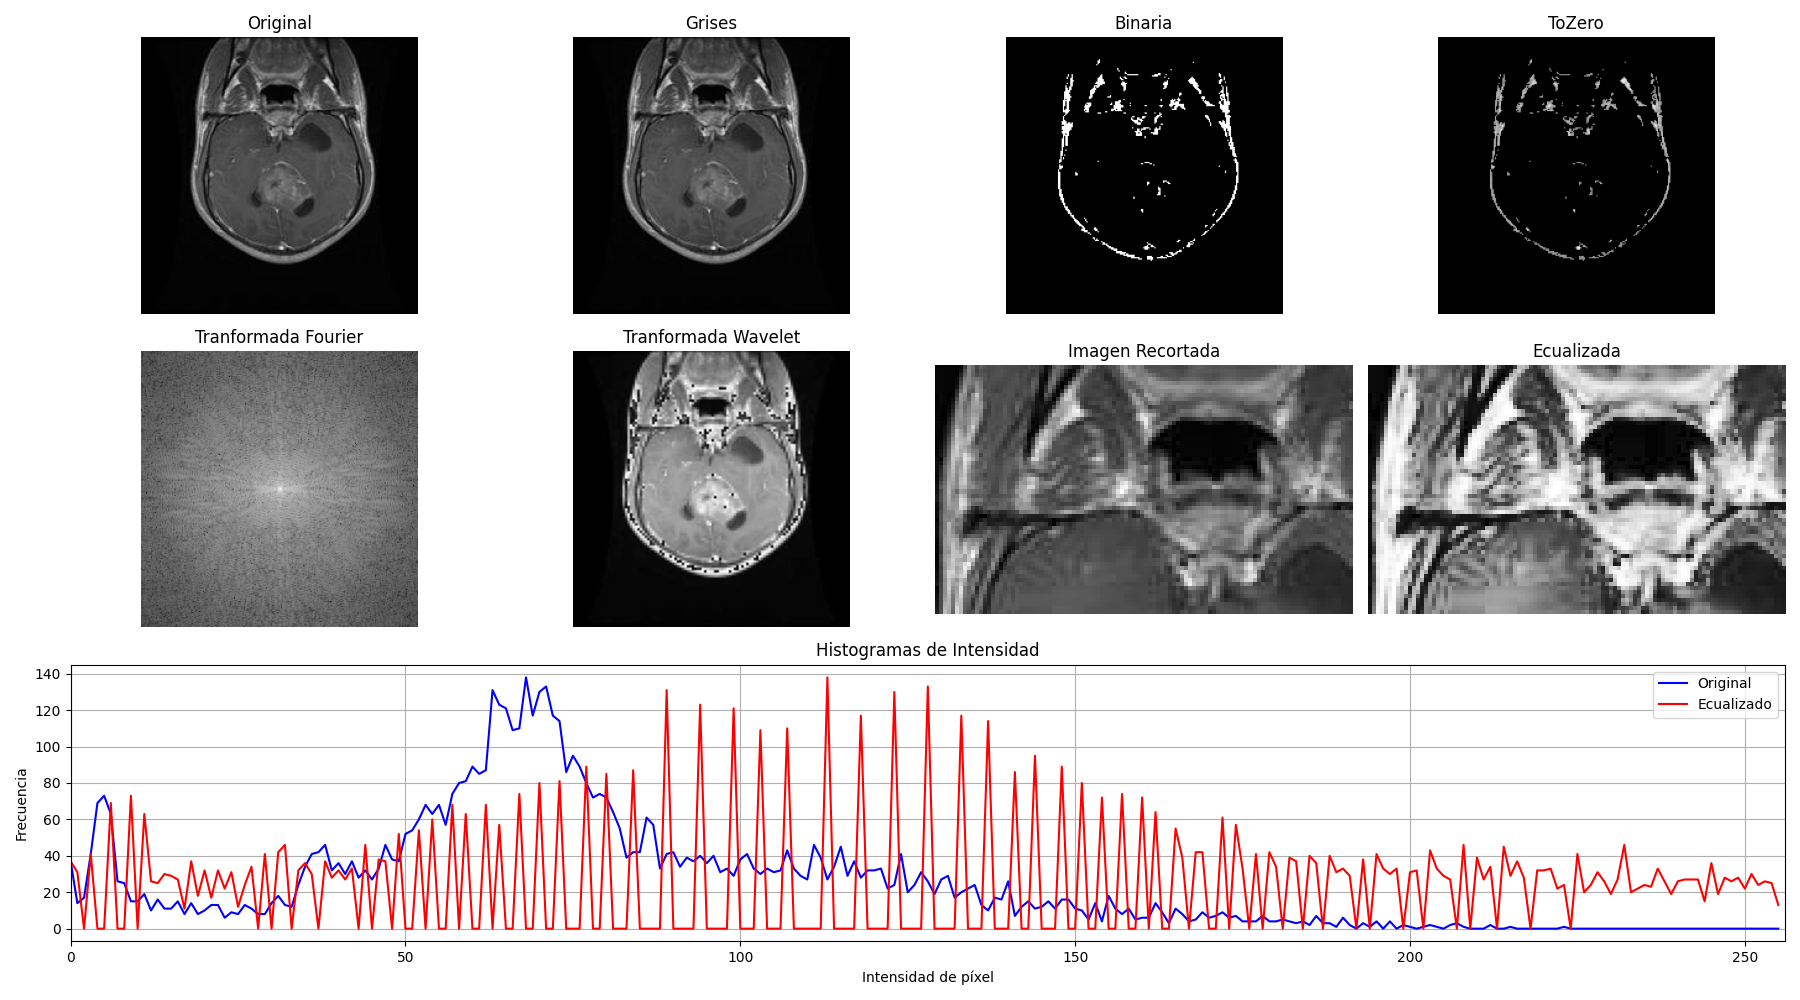 Original
Grises
Binaria
ToZero
Tranformada Fourier
Tranformada Wavelet
Imagen Recortada
Ecualizada
Histogramas de Intensidad
Original
Ecualizado
Frecuencia
140
120
100
80
60
40
20
0
0
50
100
150
200
250
Intensidad de píxel